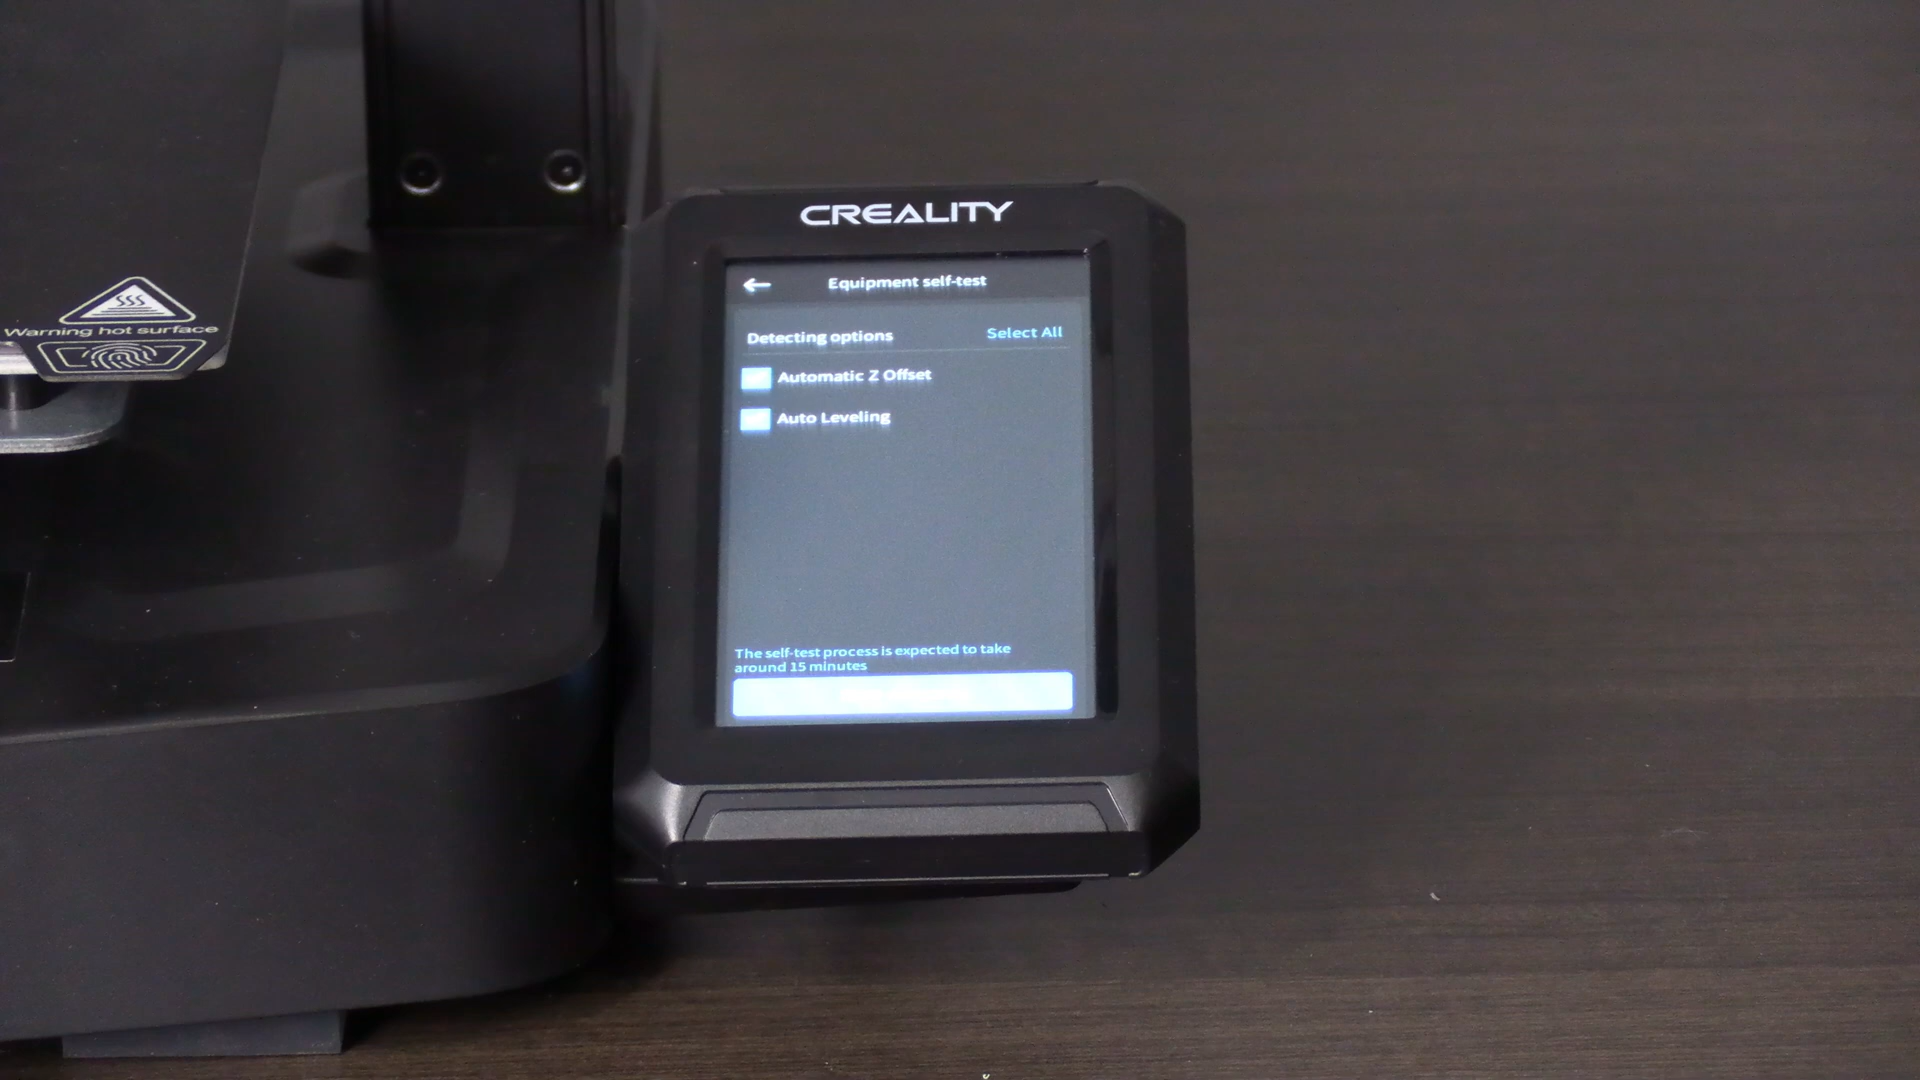 CREALITY
Equipment self-test
Detecting options
Select All
Automatic Z Offset
Auto Leveling
The self-test process is expected to take
around 15 minutes
Warning hot surface